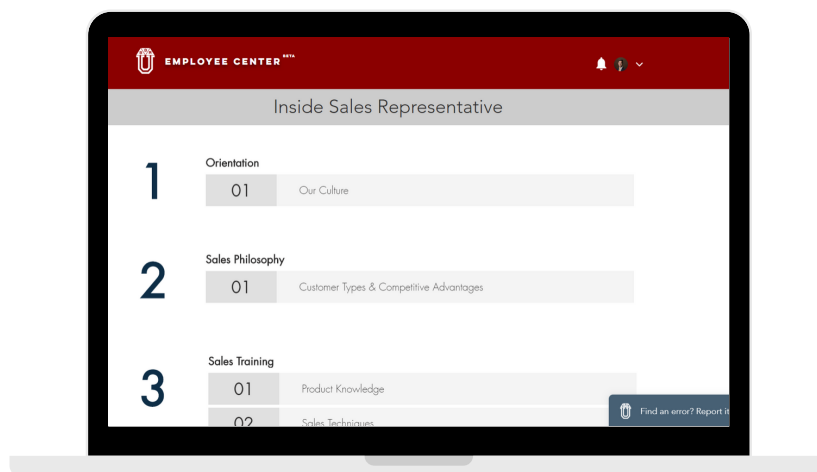 EMPLOYEE CENTER BETA
Inside Sales Representative
1
Orientation
01 Our Culture
2
Sales Philosophy
01 Customer Types & Competitive Advantages
3
Sales Training
01 Product Knowledge
02 Sales Techniques
Find an error? Report it